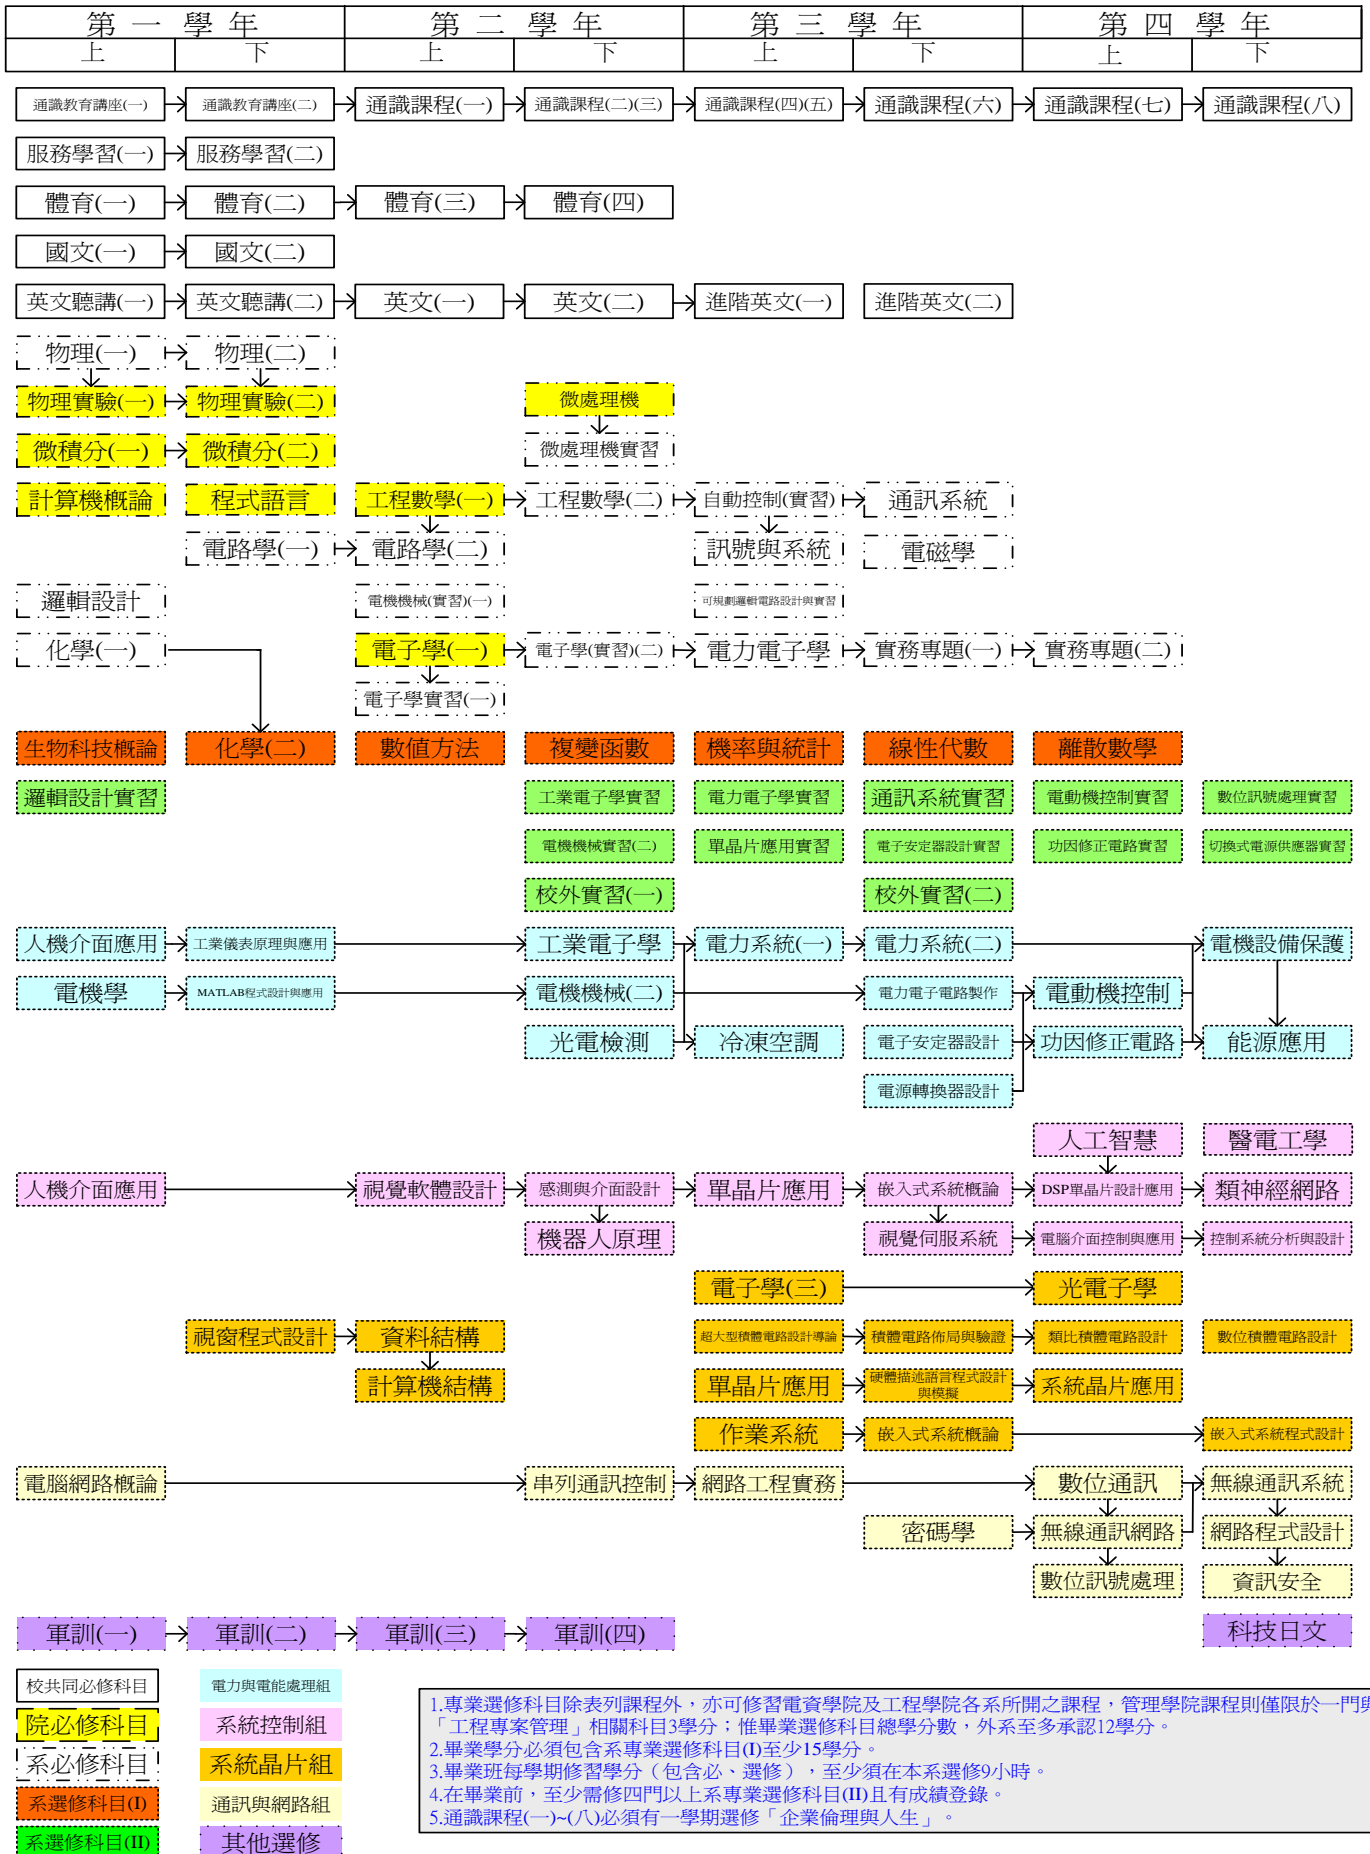 第一學年 第二學年 第三學年 第四學年
上 下 上 下 上 下 上 下
通識教育講座(一) 通識教育講座(二) 通識課程(一) 通識課程(二)(三) 通識課程(四)(五) 通識課程(六) 通識課程(七) 通識課程(八)
服務學習(一) 服務學習(二)
體育(一) 體育(二) 體育(三) 體育(四)
國文(一) 國文(二)
英文聽講(一) 英文聽講(二) 英文(一) 英文(二) 進階英文(一) 進階英文(二)
物理(一) 物理(二)
物理實驗(一) 物理實驗(二) 微處理機
微積分(一) 微積分(二) 微處理機實習
計算機概論 程式語言 工程數學(一) 工程數學(二) 自動控制(實習) 通訊系統
電路學(一) 電路學(二) 訊號與系統 電磁學
邏輯設計 電機機械(實習)(一) 可規劃邏輯電路設計與實習
化學(一) 電子學(一) 電子學(實習)(二) 電力電子學 實務專題(一) 實務專題(二)
電子學實習(一)
生物科技概論 化學(二) 數值方法 複變函數 機率與統計 線性代數 離散數學
邏輯設計實習 工業電子學實習 電力電子學實習 通訊系統實習 電動機控制實習 數位訊號處理實習
電機機械實習(二) 單晶片應用實習 電子安定器設計實習 功因修正電路實習 切換式電源供應器實習
校外實習(一) 校外實習(二)
人機介面應用 工業儀表原理與應用 工業電子學 電力系統(一) 電力系統(二) 電機設備保護
電機學 MATLAB程式設計與應用 電機機械(二) 電力電子電路製作 電動機控制
光電檢測 冷凍空調 電子安定器設計 功因修正電路 能源應用
電源轉換器設計
人工智慧 醫電工學
人機介面應用 視覺軟體設計 感測與介面設計 單晶片應用 嵌入式系統概論 DSP單晶片設計應用 類神經網路
機器人原理 視覺伺服系統 電腦介面控制與應用 控制系統分析與設計
電子學(三) 光電子學
視窗程式設計 資料結構 超大型積體電路設計導論 積體電路佈局與驗證 類比積體電路設計 數位積體電路設計
計算機結構 單晶片應用 硬體描述語言程式設計與模擬 系統晶片應用
作業系統 嵌入式系統概論 嵌入式系統程式設計
電腦網路概論 串列通訊控制 網路工程實務 數位通訊 無線通訊系統
密碼學 無線通訊網路 網路程式設計
數位訊號處理 資訊安全
軍訓(一) 軍訓(二) 軍訓(三) 軍訓(四) 科技日文
校共同必修科目 電力與電能處理組
院必修科目 系統控制組
系必修科目 系統晶片組
系選修科目(I) 通訊與網路組
系選修科目(II) 其他選修
1.專業選修科目除表列課程外，亦可修習電資學院及工程學院各系所開之課程，管理學院課程則僅限於一門與
「工程專案管理」相關科目3學分；惟畢業選修科目總學分數，外系至多承認12學分。
2.畢業學分必須包含系專業選修科目(I)至少15學分。
3.畢業班每學期修習學分（包含必、選修），至少須在本系選修9小時。
4.在畢業前，至少需修四門以上系專業選修科目(II)且有成績登錄。
5.通識課程(一)~(八)必須有一學期選修「企業倫理與人生」。